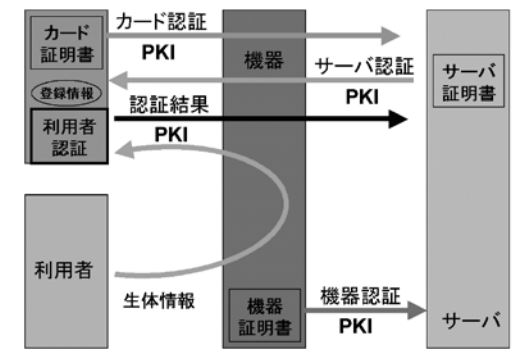 カード
証明書
登録情報
利用者
認証
カード認証
PKI
機器
サーバ認証
PKI
認証結果
PKI
サーバ
証明書
利用者
生体情報
機器
証明書
機器認証
PKI
サーバ